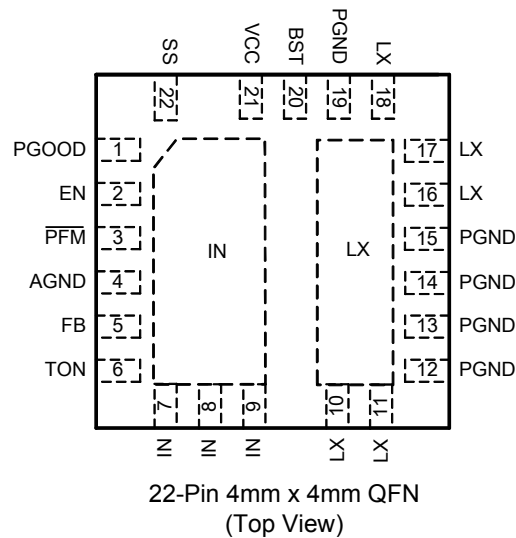 SS
VCC
BST
PGND
LX
22
21
20
19
18
PGOOD 1
EN 2
PFM 3
AGND 4
FB 5
TON 6
IN
LX
17 LX
16 LX
15 PGND
14 PGND
13 PGND
12 PGND
7
8
9
10
11
IN
IN
IN
LX
LX
22-Pin 4mm x 4mm QFN
(Top View)